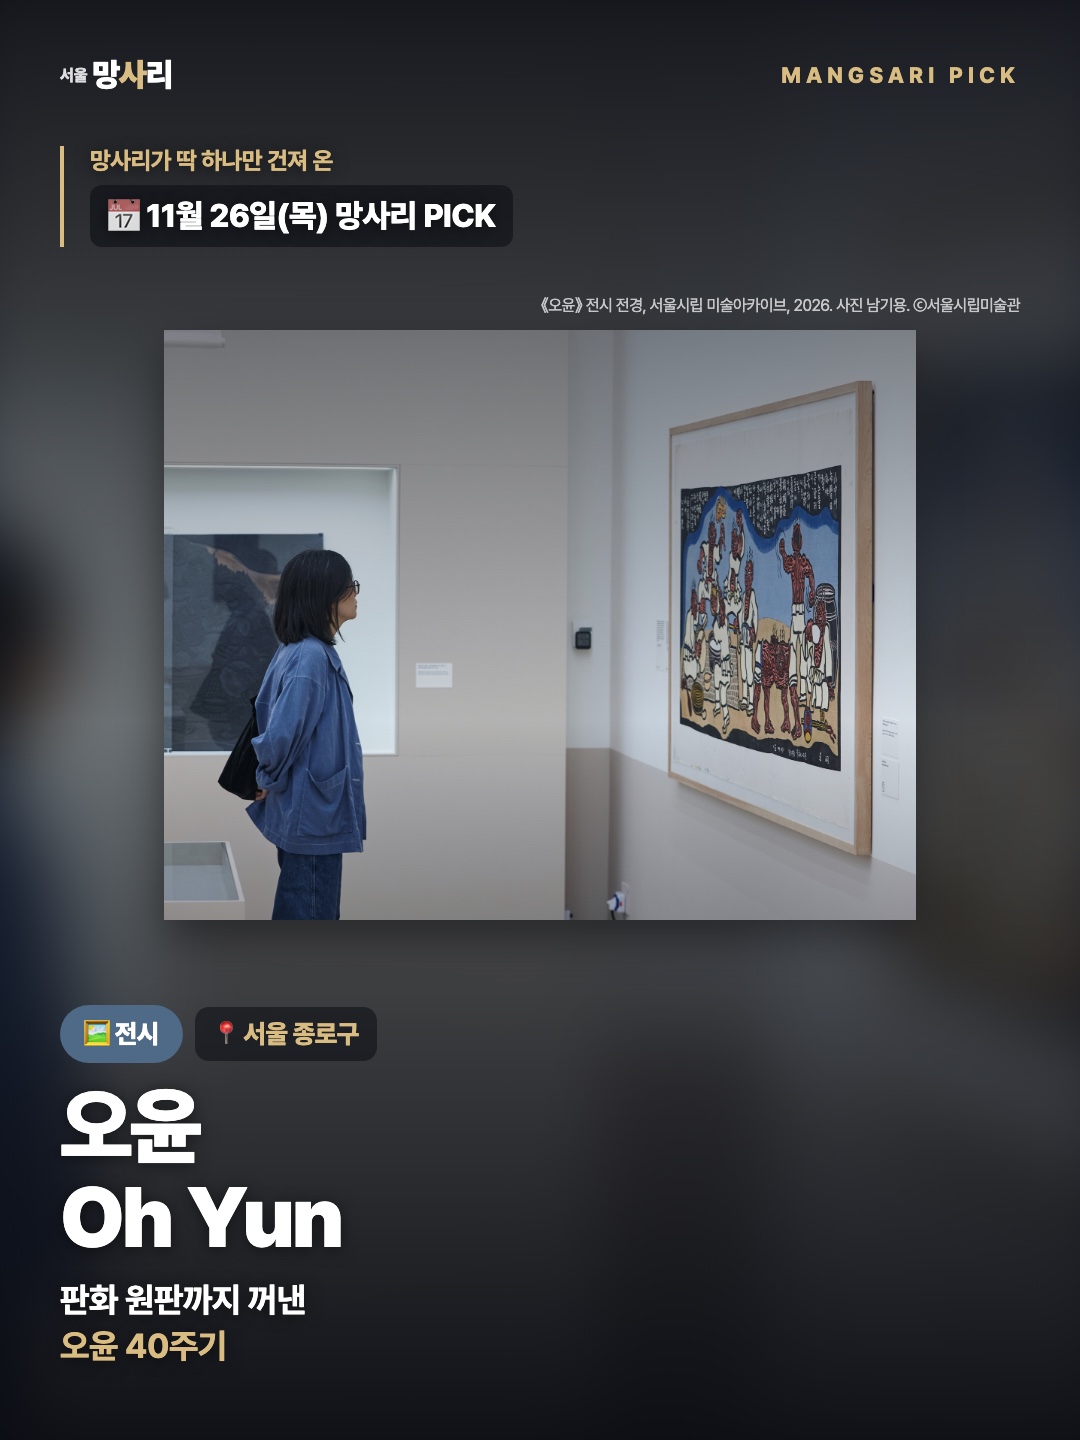 서울 망사리
MANGSARI PICK
망사리가 딱 하나만 건져 온
JUL 17 11월 26일(목) 망사리 PICK
《오윤》 전시 전경, 서울시립 미술아카이브, 2026. 사진 남기용. ©서울시립미술관
전시
서울 종로구
오윤
Oh Yun
판화 원판까지 꺼낸
오윤 40주기